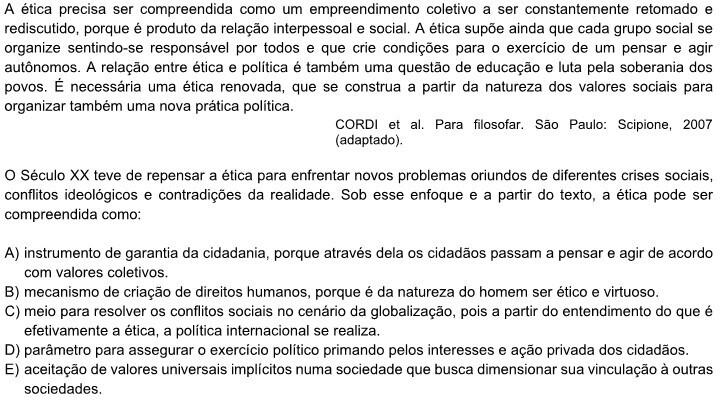 A ética precisa ser compreendida como um empreendimento coletivo a ser constantemente retomado e
rediscutido, porque é produto da relação interpessoal e social. A ética supõe ainda que cada grupo social se
organize sentindo-se responsável por todos e que crie condições para o exercício de um pensar e agir
autônomos. A relação entre ética e política é também uma questão de educação e luta pela soberania dos
povos. É necessária uma ética renovada, que se construa a partir da natureza dos valores sociais para
organizar também uma nova prática política.
CORDI et al. Para filosofar. São Paulo: Scipione, 2007
(adaptado).
O Século XX teve de repensar a ética para enfrentar novos problemas oriundos de diferentes crises sociais,
conflitos ideológicos e contradições da realidade. Sob esse enfoque e a partir do texto, a ética pode ser
compreendida como:
A) instrumento de garantia da cidadania, porque através dela os cidadãos passam a pensar e agir de acordo
com valores coletivos.
B) mecanismo de criação de direitos humanos, porque é da natureza do homem ser ético e virtuoso.
C) meio para resolver os conflitos sociais no cenário da globalização, pois a partir do entendimento do que é
efetivamente a ética, a política internacional se realiza.
D) parâmetro para assegurar o exercício político primando pelos interesses e ação privada dos cidadãos.
E) aceitação de valores universais implícitos numa sociedade que busca dimensionar sua vinculação à outras
sociedades.